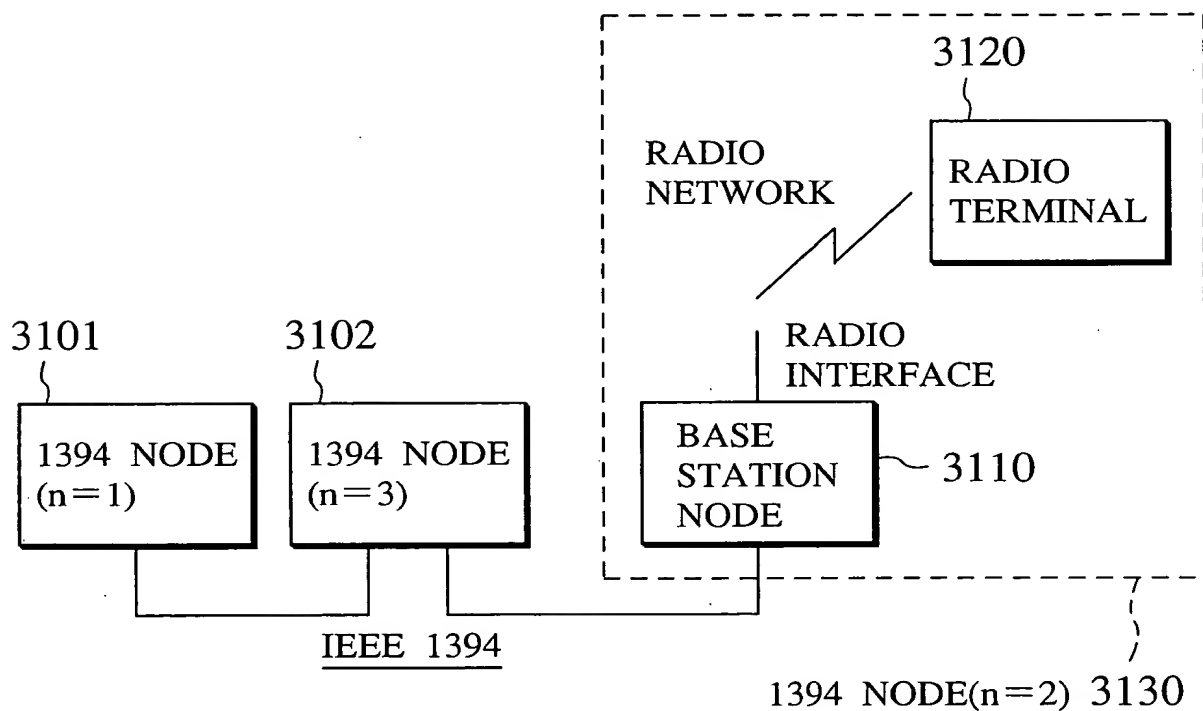 3120
RADIO
NETWORK
RADIO
TERMINAL
3101
3102
RADIO
INTERFACE
1394 NODE
(n=1)
1394 NODE
(n=3)
BASE
STATION
NODE
3110
IEEE 1394
1394 NODE(n=2) 3130